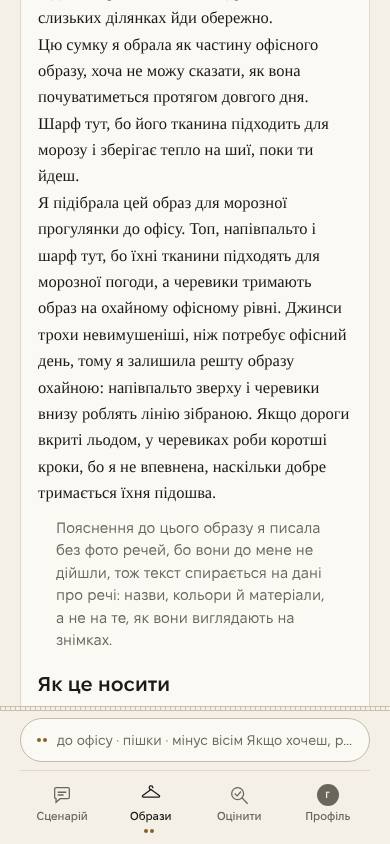 слизьких ділянках йди обережно.
Цю сумку я обрала як частину офісного
образу, хоча не можу сказати, як вона
почуватиметься протягом довгого дня.
Шарф тут, бо його тканина підходить для
морозу і зберігає тепло на шиї, поки ти
йдеш.
Я підібрала цей образ для морозної
прогулянки до офісу. Топ, напівпальто і
шарф тут, бо їхні тканини підходять для
морозної погоди, а черевики тримають
образ на охайному офісному рівні. Джинси
трохи невимушеніші, ніж потребує офісний
день, тому я залишила решту образу
охайною: напівпальто зверху і черевики
внизу роблять лінію зібраною. Якщо дороги
вкриті льодом, у черевиках роби коротші
кроки, бо я не впевнена, наскільки добре
тримається їхня підошва.
Пояснення до цього образу я писала
без фото речей, бо вони до мене не
дійшли, тож текст спирається на дані
про речі: назви, кольори й матеріали,
а не на те, як вони виглядають на
знімках.
Як це носити
до офісу · пішки · мінус вісім Якщо хочеш, р...
Сценарій
Образи
Оцінити
г
Профіль